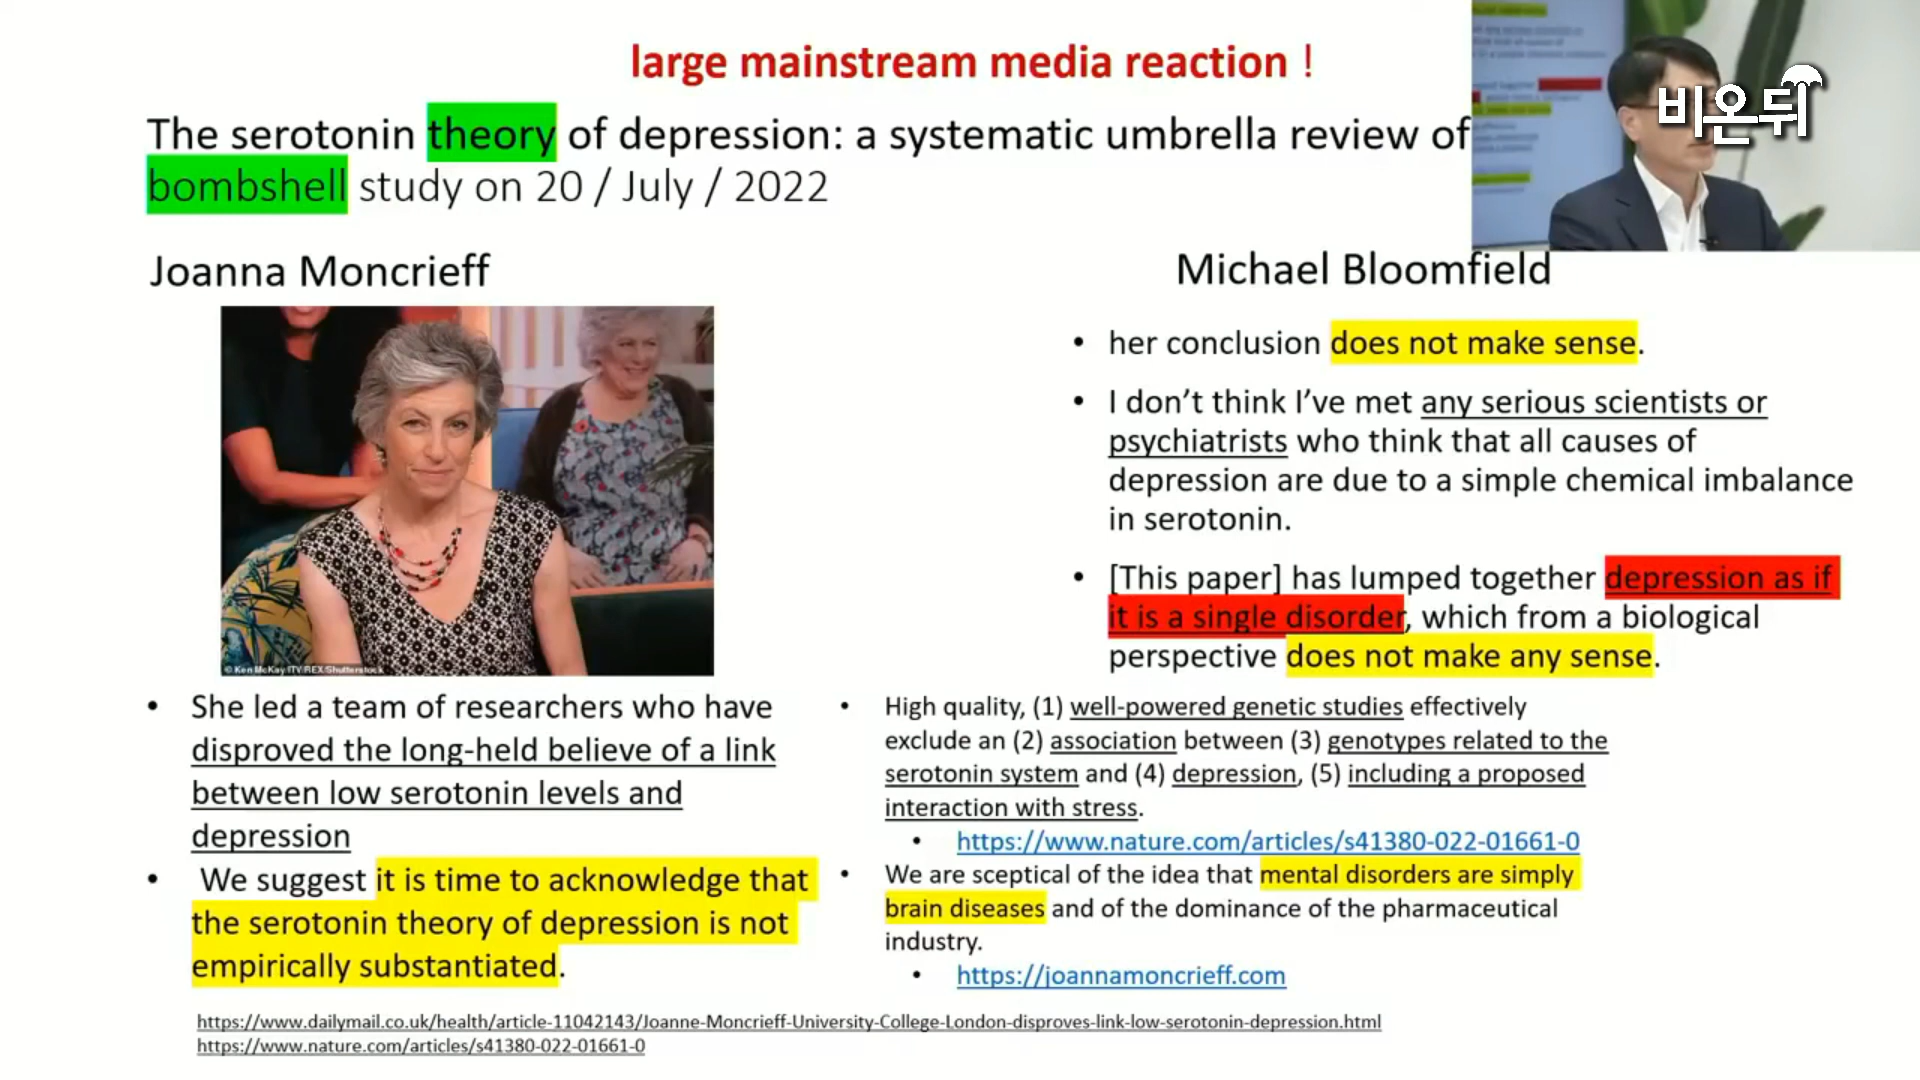 large mainstream media reaction !
The serotonin theory of depression: a systematic umbrella review of
bombshell study on 20 / July / 2022
비온뒤
Joanna Moncrieff
Michael Bloomfield
• her conclusion does not make sense.
• I don’t think I’ve met any serious scientists or
psychiatrists who think that all causes of
depression are due to a simple chemical imbalance
in serotonin.
• [This paper] has lumped together depression as if
it is a single disorder, which from a biological
perspective does not make any sense.
© Ken McKay/ITV/REX/Shutterstock
• She led a team of researchers who have
disproved the long-held believe of a link
between low serotonin levels and
depression
• We suggest it is time to acknowledge that
the serotonin theory of depression is not
empirically substantiated.
• High quality, (1) well-powered genetic studies effectively
exclude an (2) association between (3) genotypes related to the
serotonin system and (4) depression, (5) including a proposed
interaction with stress.
• https://www.nature.com/articles/s41380-022-01661-0
• We are sceptical of the idea that mental disorders are simply
brain diseases and of the dominance of the pharmaceutical
industry.
• https://joannamoncrieff.com
https://www.dailymail.co.uk/health/article-11042143/Joanne-Moncrieff-University-College-London-disproves-link-low-serotonin-depression.html
https://www.nature.com/articles/s41380-022-01661-0